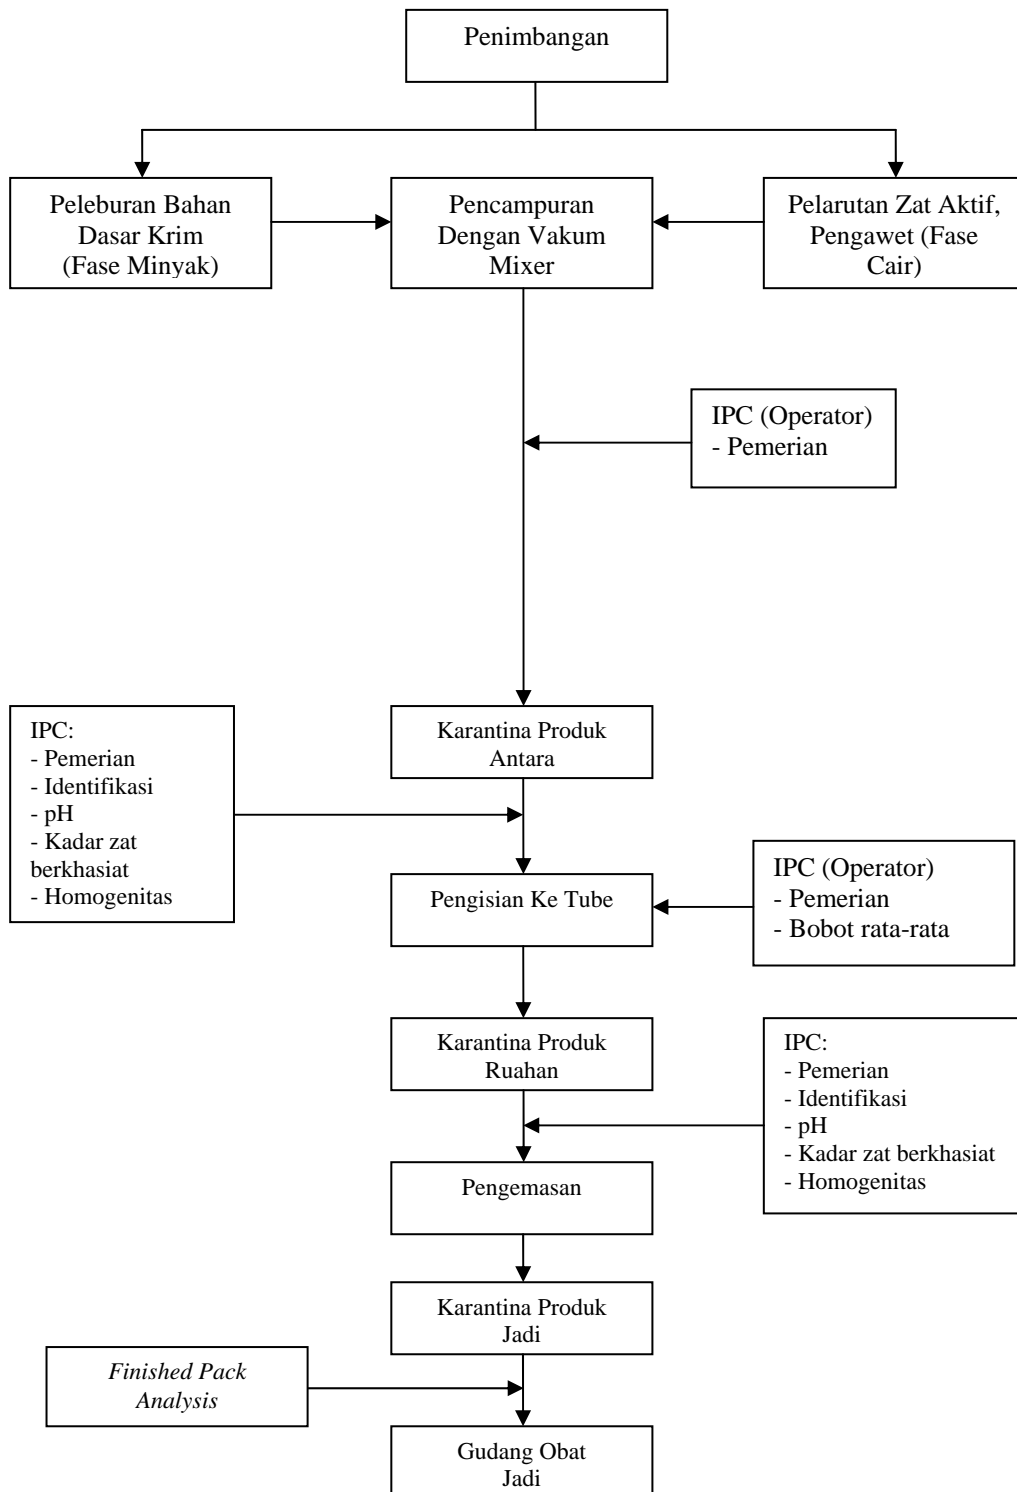 Penimbangan
Peleburan Bahan
Dasar Krim
(Fase Minyak)
Pencampuran
Dengan Vakum
Mixer
Pelarutan Zat Aktif,
Pengawet (Fase
Cair)
IPC (Operator)
- Pemerian
Karantina Produk
Antara
IPC:
- Pemerian
- Identifikasi
- pH
- Kadar zat
berkhasiat
- Homogenitas
Pengisian Ke Tube
IPC (Operator)
- Pemerian
- Bobot rata-rata
Karantina Produk
Ruahan
IPC:
- Pemerian
- Identifikasi
- pH
- Kadar zat berkhasiat
- Homogenitas
Pengemasan
Karantina Produk
Jadi
Finished Pack
Analysis
Gudang Obat
Jadi